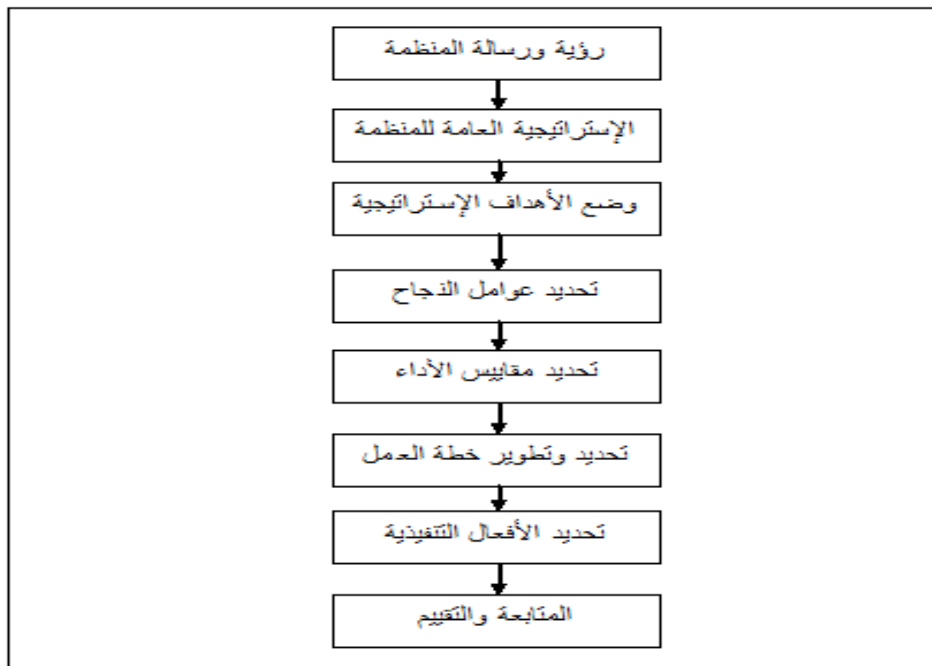 رؤية ورسالة المنظمة
الإستراتيجية العامة للمنظمة
وضع الأهداف الإستراتيجية
تحديد عوامل النجاح
تحديد مقاييس الأداء
تحديد وتطوير خطة العمل
تحديد الأفعال التنفيذية
المتابعة والتقييم